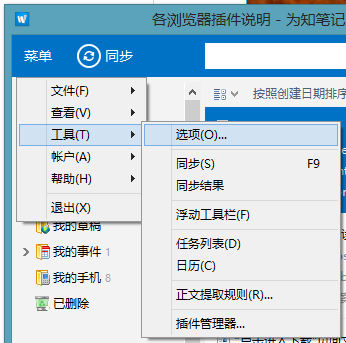 各浏览器插件说明 - 为知笔记
菜单
同步
按照创建日期排序
文件(F)
查看(V)
工具(T)
帐户(A)
帮助(H)
退出(X)
选项(O)...
同步(S) F9
同步结果
浮动工具栏(F)
任务列表(D)
日历(C)
正文提取规则(R)...
插件管理器...
我的草稿
我的事件 1
我的手机 8
已删除